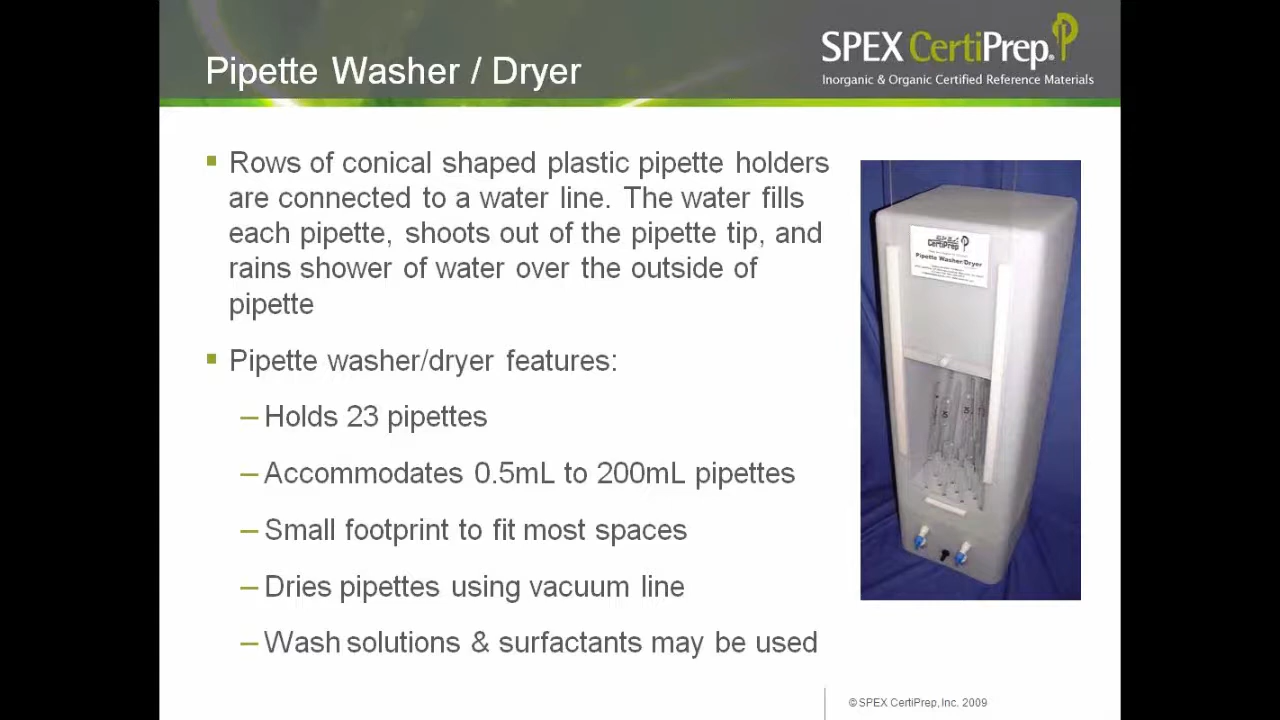 Pipette Washer / Dryer
SPEX CertiPrep.
Inorganic & Organic Certified Reference Materials
Rows of conical shaped plastic pipette holders
are connected to a water line. The water fills
each pipette, shoots out of the pipette tip, and
rains shower of water over the outside of
pipette
Pipette washer/dryer features:
– Holds 23 pipettes
– Accommodates 0.5mL to 200mL pipettes
– Small footprint to fit most spaces
– Dries pipettes using vacuum line
– Wash solutions & surfactants may be used
CertiPrep
Pipette Washer/Dryer
© SPEX CertiPrep, Inc. 2009